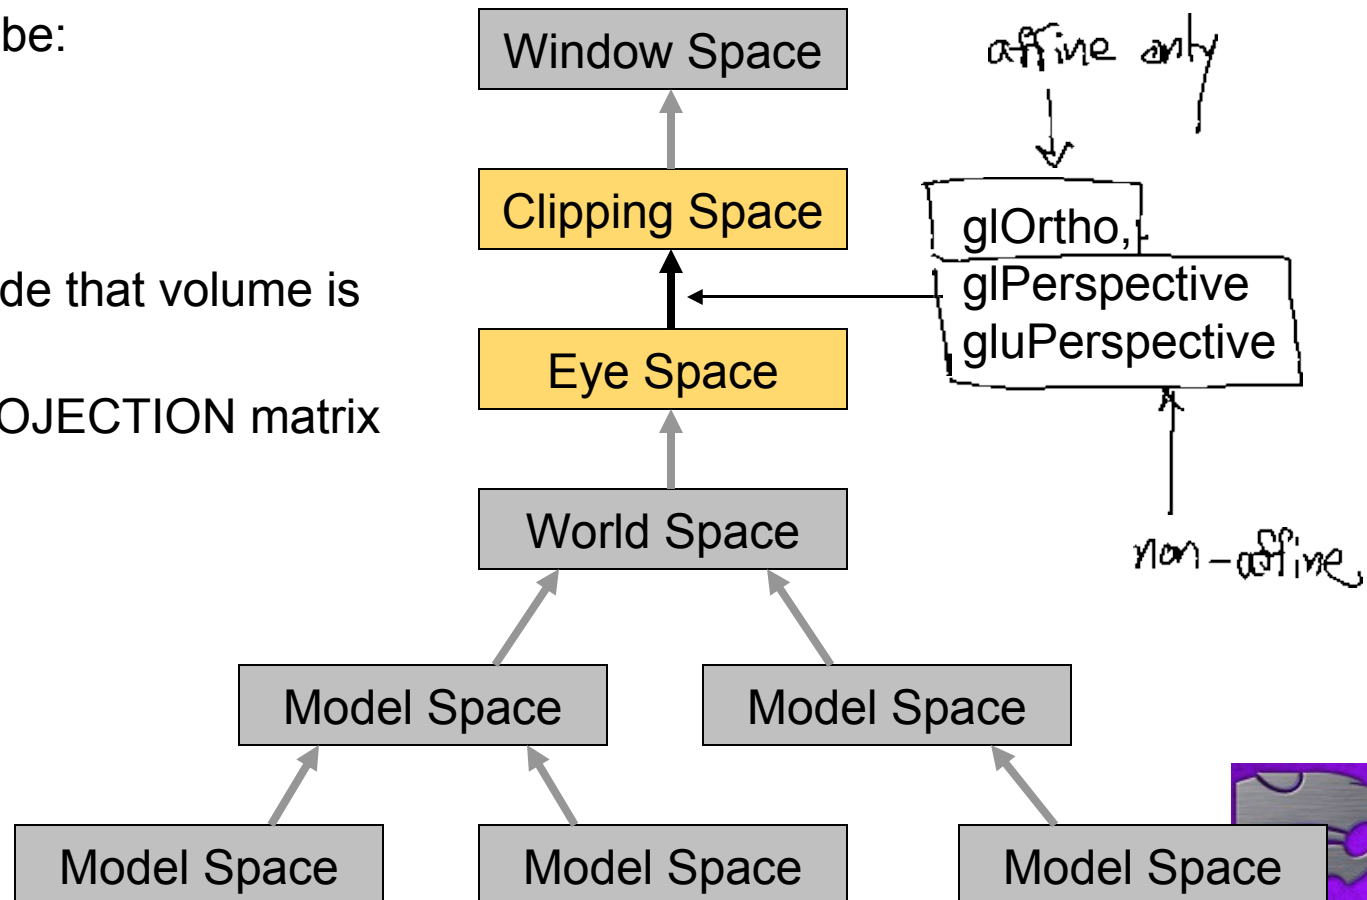 be:
de that volume is
OJECTION matrix
Window Space
Clipping Space
Eye Space
World Space
Model Space
Model Space
Model Space
Model Space
Model Space
affine only
glOrtho,
glPerspective
gluPerspective
non-affine